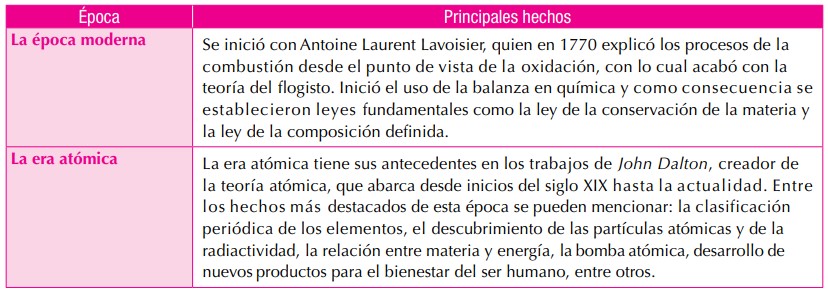 Época
Principales hechos
La época moderna
Se inició con Antoine Laurent Lavoisier, quien en 1770 explicó los procesos de la
combustión desde el punto de vista de la oxidación, con lo cual acabó con la
teoría del flogisto. Inició el uso de la balanza en química y como consecuencia se
establecieron leyes fundamentales como la ley de la conservación de la materia y
la ley de la composición definida.
La era atómica
La era atómica tiene sus antecedentes en los trabajos de John Dalton, creador de
la teoría atómica, que abarca desde inicios del siglo XIX hasta la actualidad. Entre
los hechos más destacados de esta época se pueden mencionar: la clasificación
periódica de los elementos, el descubrimiento de las partículas atómicas y de la
radiactividad, la relación entre materia y energía, la bomba atómica, desarrollo de
nuevos productos para el bienestar del ser humano, entre otros.